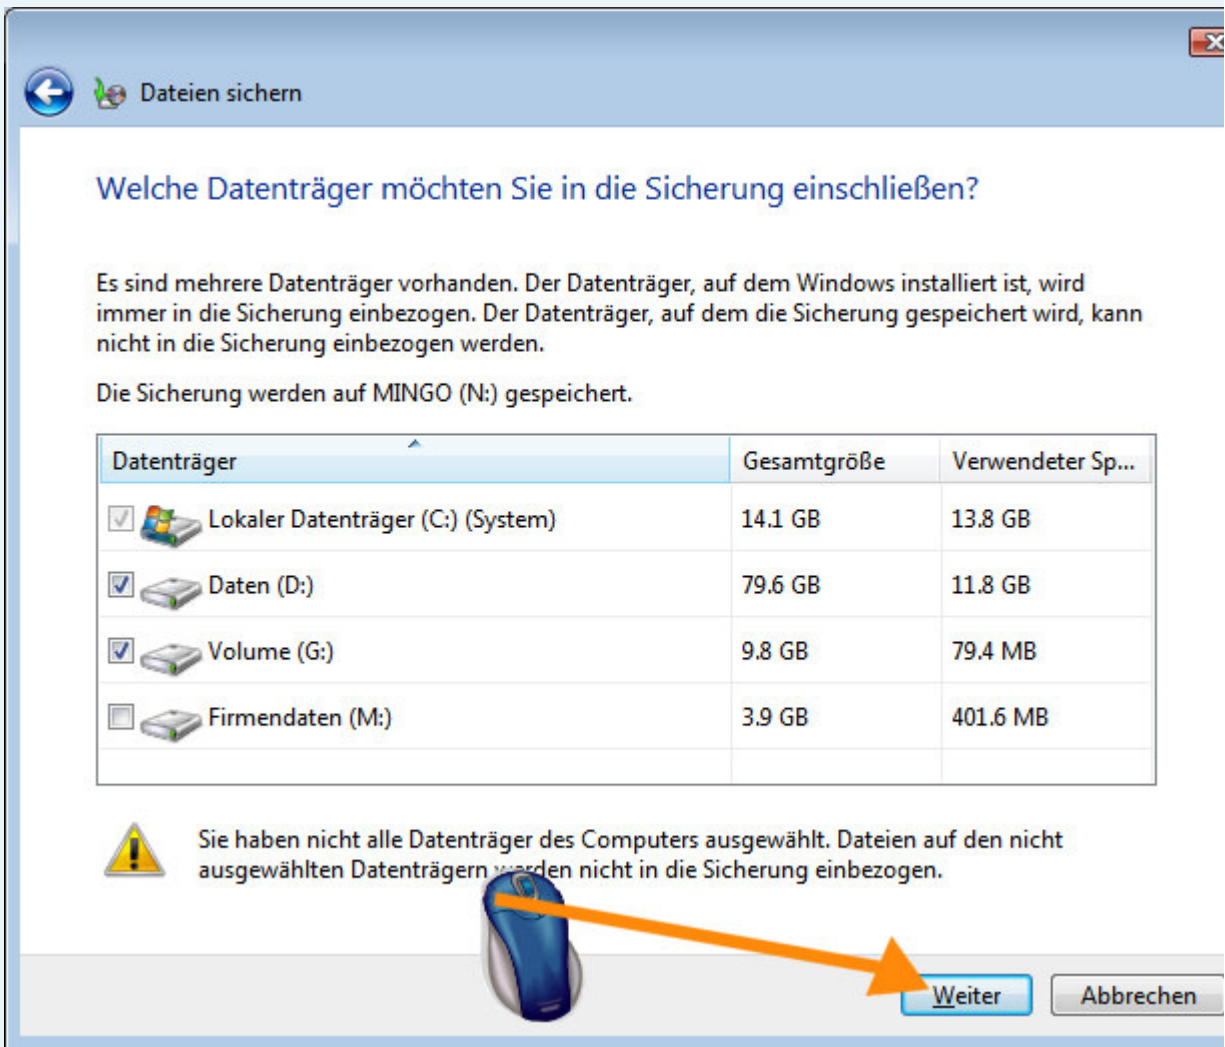 Dateien sichern
Welche Datenträger möchten Sie in die Sicherung einschließen?
Es sind mehrere Datenträger vorhanden. Der Datenträger, auf dem Windows installiert ist, wird
immer in die Sicherung einbezogen. Der Datenträger, auf dem die Sicherung gespeichert wird, kann
nicht in die Sicherung einbezogen werden.
Die Sicherung werden auf MINGO (N:) gespeichert.
Datenträger Gesamtgröße Verwendeter Sp...
Lokaler Datenträger (C:) (System) 14.1 GB 13.8 GB
Daten (D:) 79.6 GB 11.8 GB
Volume (G:) 9.8 GB 79.4 MB
Firmendaten (M:) 3.9 GB 401.6 MB
Sie haben nicht alle Datenträger des Computers ausgewählt. Dateien auf den nicht
ausgewählten Datenträgern werden nicht in die Sicherung einbezogen.
Weiter Abbrechen